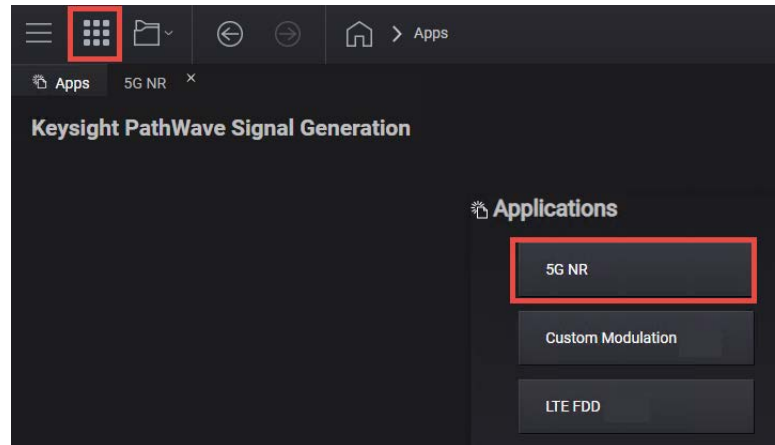 Apps
Apps 5G NR ×
Keysight PathWave Signal Generation
Applications
5G NR
Custom Modulation
LTE FDD